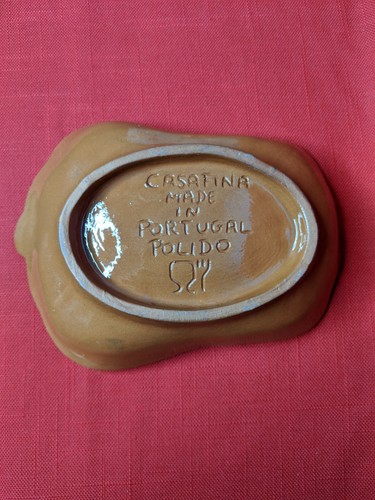 CASAFINA
MADE
IN
PORTUGAL
POLIDO